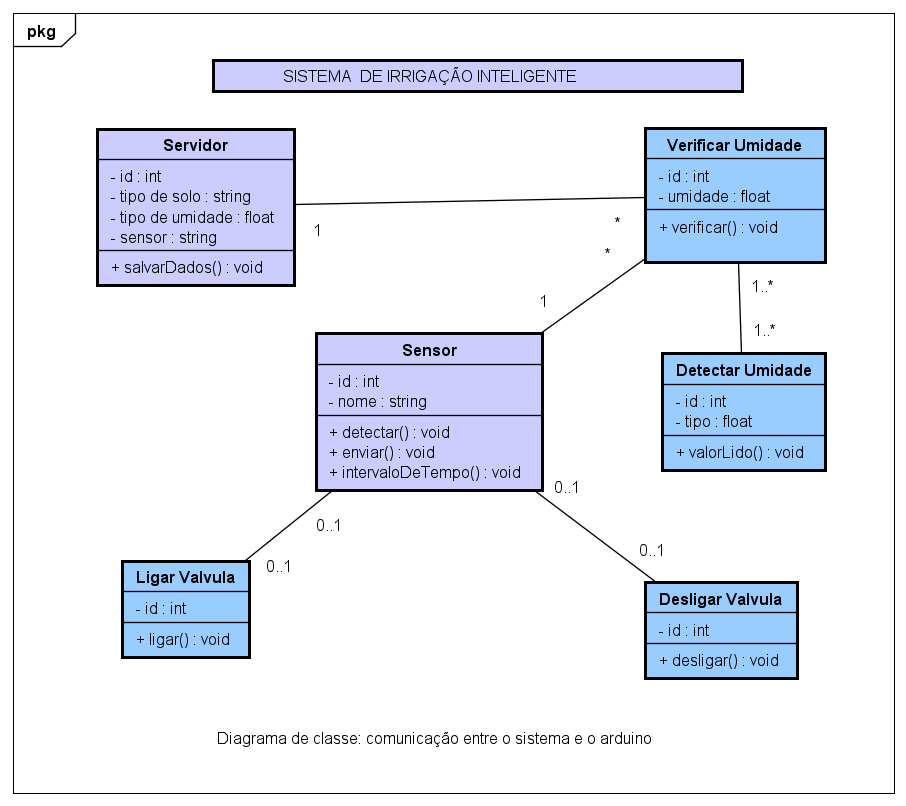 pkg
SISTEMA DE IRRIGAÇÃO INTELIGENTE
Servidor
- id : int
- tipo de solo : string
- tipo de umidade : float
- sensor : string
+ salvarDados() : void
Verificar Umidade
- id : int
- umidade : float
+ verificar() : void
1
*
*
1
1..*
1..*
Sensor
- id : int
- nome : string
+ detectar() : void
+ enviar() : void
+ intervaloDeTempo() : void
Detectar Umidade
- id : int
- tipo : float
+ valorLido() : void
0..1
0..1
0..1
0..1
Ligar Valvula
- id : int
+ ligar() : void
Desligar Valvula
- id : int
+ desligar() : void
Diagrama de classe: comunicação entre o sistema e o arduino